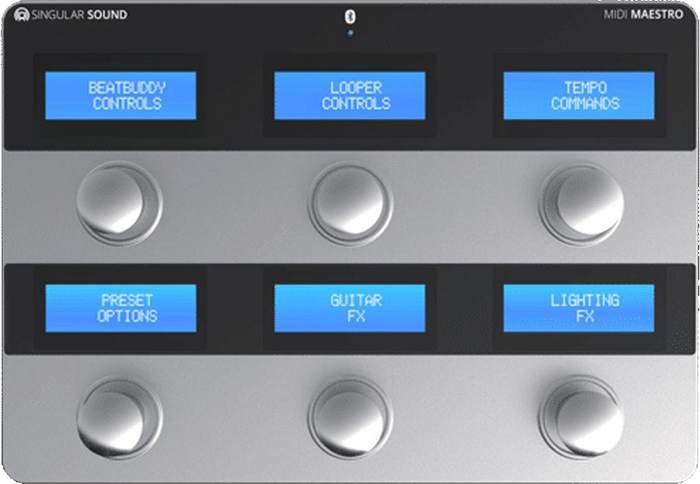 SINGULAR SOUND
MIDI MAESTRO
BEATBUDDY
CONTROLS
LOOPER
CONTROLS
TEMPO
COMMANDS
PRESET
OPTIONS
GUITAR
FX
LIGHTING
FX